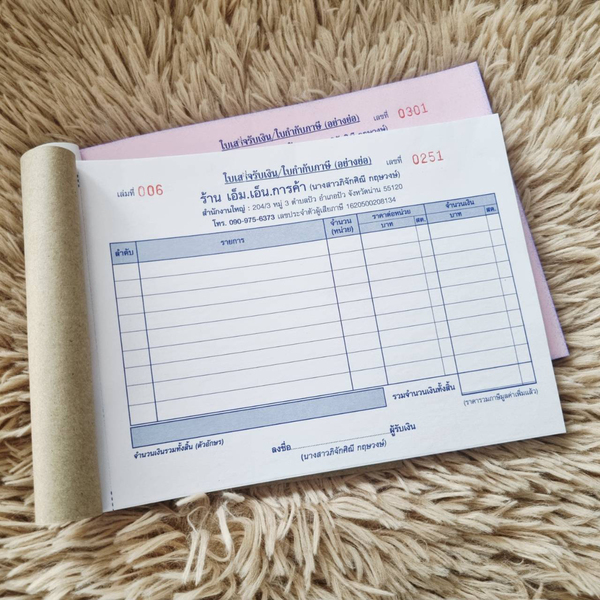 ใบเสร็จรับเงิน/ใบกำกับภาษี (อย่างย่อ) เลขที่ 0301
ใบเสร็จรับเงิน/ใบกำกับภาษี (อย่างย่อ) เลขที่ 0251
เล่มที่ 006
ร้าน เอ็ม.เอ็น.การค้า (นางสาวภิจักศิณี กฤษวงษ์)
สำนักงานใหญ่ : 204/3 หมู่ 3 ตำบลปัว อำเภอปัว จังหวัดน่าน 55120
โทร. 090-975-6373 เลขประจำตัวผู้เสียภาษี 1620500208134
ลำดับ รายการ จำนวน (หน่วย) ราคาต่อหน่วย จำนวนเงิน
บาท สต. บาท สต.
รวมจำนวนเงินทั้งสิ้น
(ราคารวมภาษีมูลค่าเพิ่มแล้ว)
จำนวนเงินรวมทั้งสิ้น (ตัวอักษร)
ลงชื่อ ผู้รับเงิน
(นางสาวภิจักศิณี กฤษวงษ์)